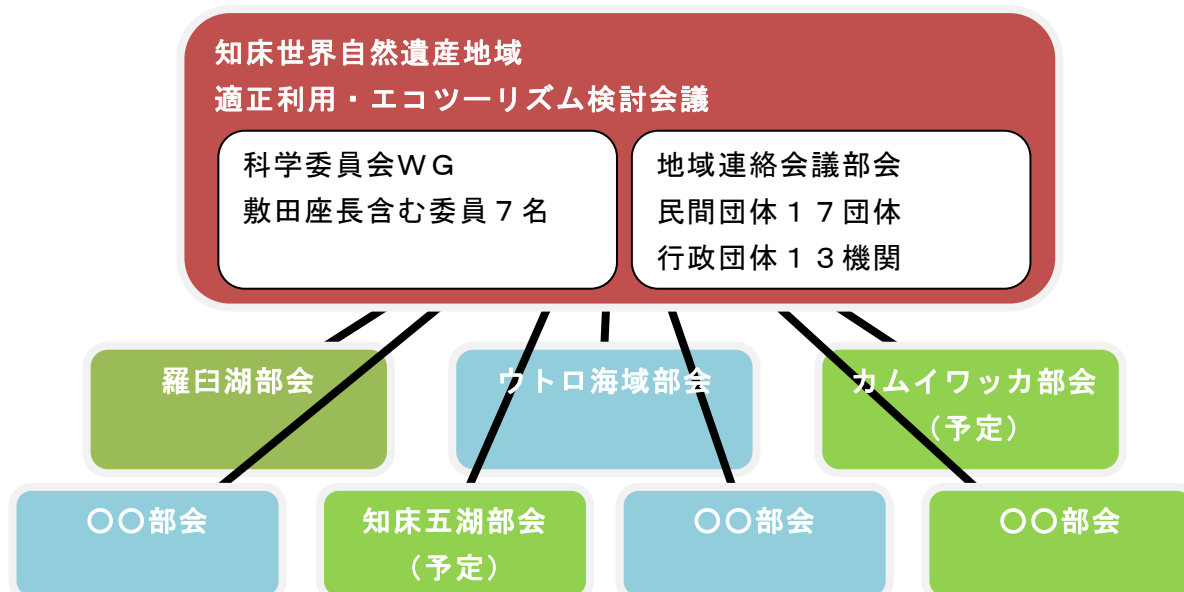 知床世界自然遺産地域
適正利用・エコツーリズム検討会議
科学委員会ＷＧ
敷田座長含む委員７名
地域連絡会議部会
民間団体１７団体
行政団体１３機関
羅臼湖部会
ウトロ海域部会
カムイワッカ部会
（予定）
〇〇部会
知床五湖部会
（予定）
〇〇部会
〇〇部会